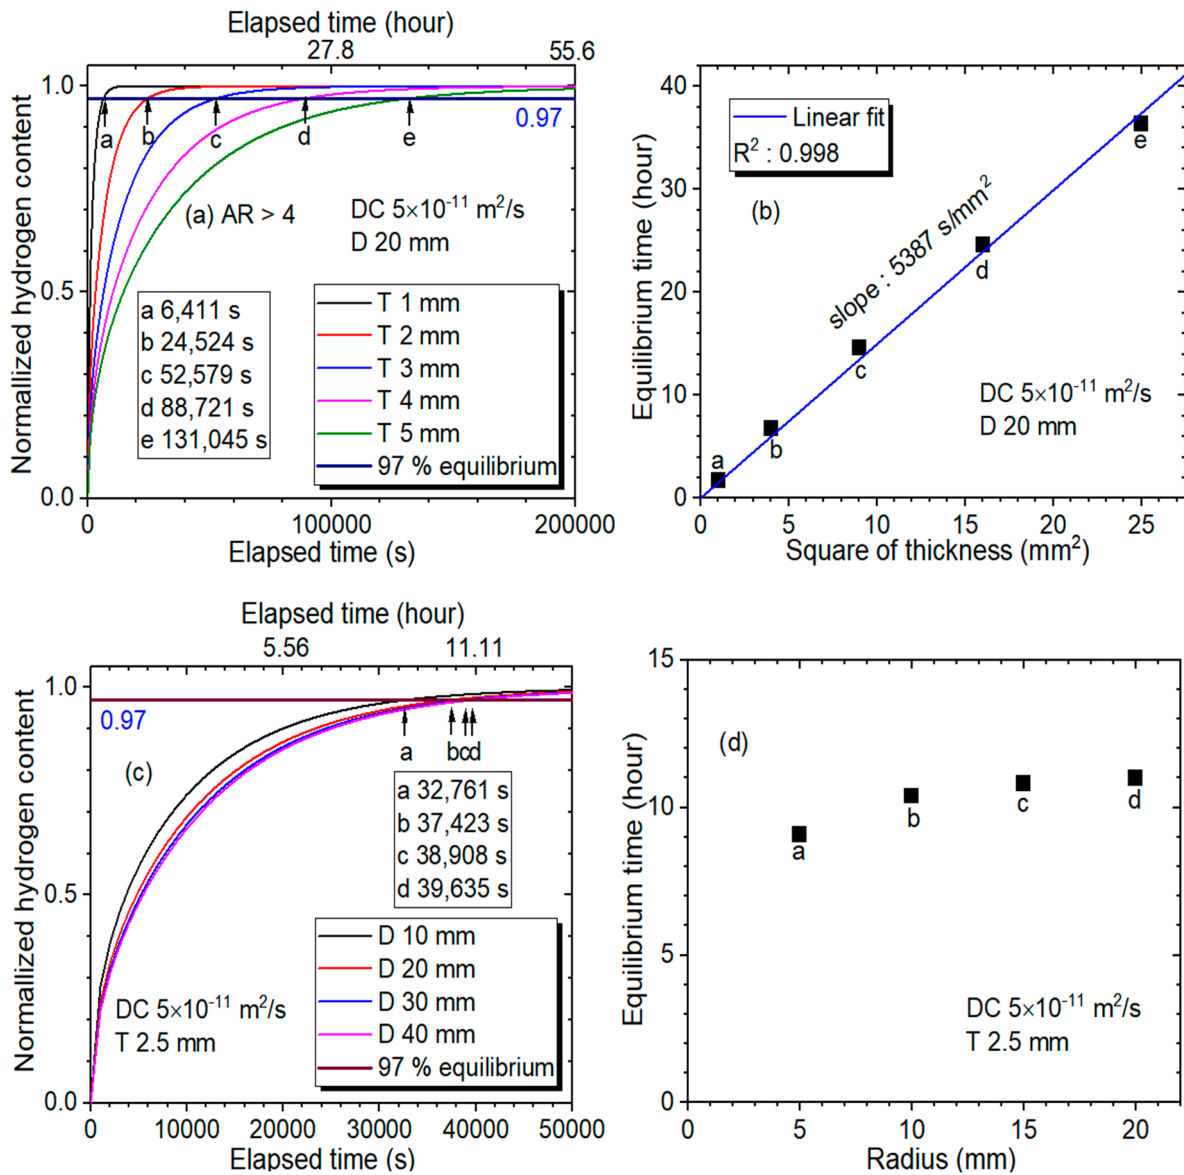 Elapsed time (hour)
27.8
55.6
Normallized hydrogen content
1.0
0.5
0.0
0.97
a
b
c
d
e
(a) AR > 4
DC 5×10⁻¹¹ m²/s
D 20 mm
a 6,411 s
b 24,524 s
c 52,579 s
d 88,721 s
e 131,045 s
T 1 mm
T 2 mm
T 3 mm
T 4 mm
T 5 mm
97 % equilibrium
0
100000
200000
Elapsed time (s)
Equilibrium time (hour)
40
30
20
10
0
Linear fit
R² : 0.998
(b)
slope : 5387 s/mm²
a
b
c
d
e
DC 5×10⁻¹¹ m²/s
D 20 mm
0
5
10
15
20
25
Square of thickness (mm²)
Elapsed time (hour)
5.56
11.11
Normallized hydrogen content
1.0
0.5
0.0
0.97
(c)
a
b
c
d
a 32,761 s
b 37,423 s
c 38,908 s
d 39,635 s
DC 5×10⁻¹¹ m²/s
T 2.5 mm
D 10 mm
D 20 mm
D 30 mm
D 40 mm
97 % equilibrium
0
10000
20000
30000
40000
50000
Elapsed time (s)
Equilibrium time (hour)
15
10
5
0
(d)
a
b
c
d
DC 5×10⁻¹¹ m²/s
T 2.5 mm
0
5
10
15
20
Radius (mm)